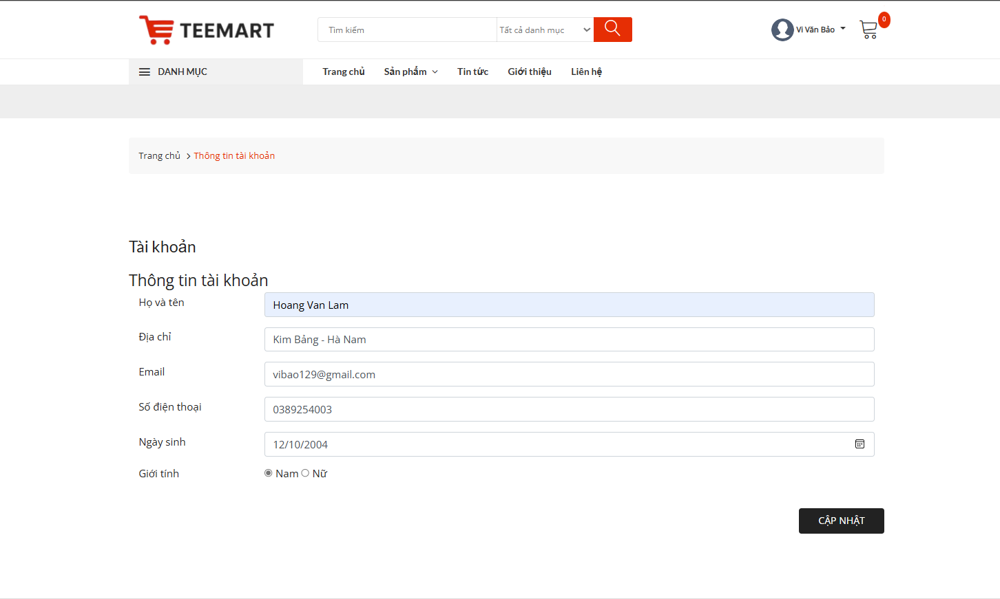 TEEMART
Tìm kiếm
Tất cả danh mục
Vi Văn Bảo
0
DANH MỤC
Trang chủ
Sản phẩm
Tin tức
Giới thiệu
Liên hệ
Trang chủ > Thông tin tài khoản
Tài khoản
Thông tin tài khoản
Họ và tên
Hoang Van Lam
Địa chỉ
Kim Bảng - Hà Nam
Email
vibao129@gmail.com
Số điện thoại
0389254003
Ngày sinh
12/10/2004
Giới tính
Nam
Nữ
CẬP NHẬT